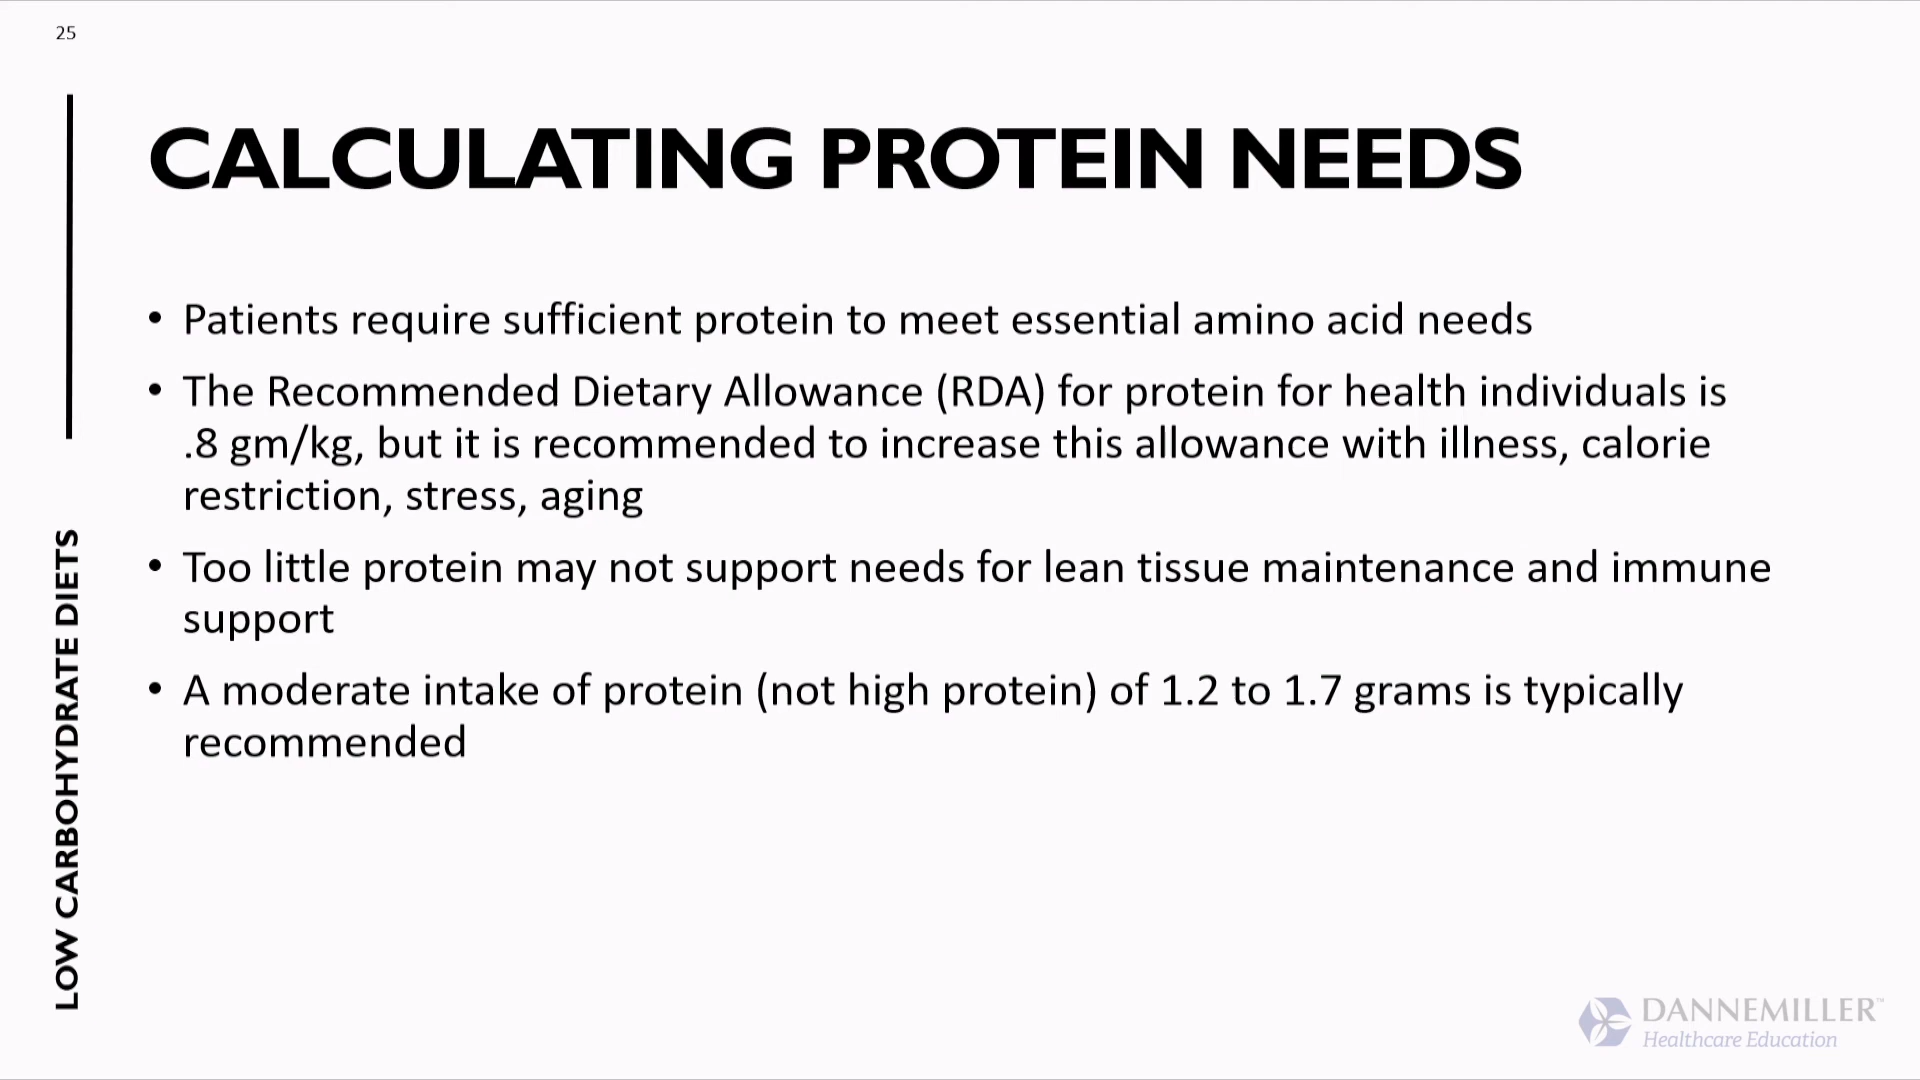 25
CALCULATING PROTEIN NEEDS
• Patients require sufficient protein to meet essential amino acid needs
• The Recommended Dietary Allowance (RDA) for protein for health individuals is
.8 gm/kg, but it is recommended to increase this allowance with illness, calorie
restriction, stress, aging
• Too little protein may not support needs for lean tissue maintenance and immune
support
• A moderate intake of protein (not high protein) of 1.2 to 1.7 grams is typically
recommended
LOW CARBOHYDRATE DIETS
DANNEMILLER™
Healthcare Education